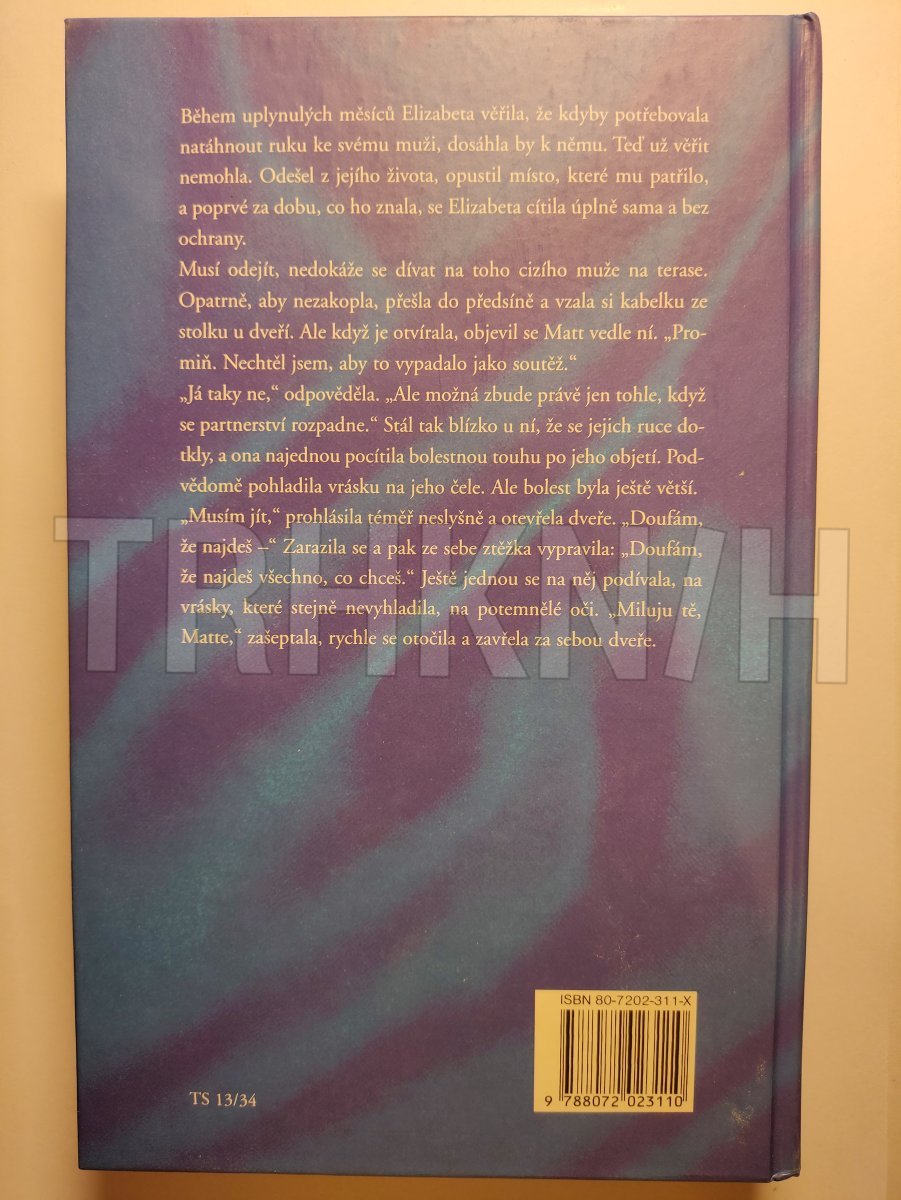 Během uplynulých měsíců Elizabeta věřila, že kdyby potřebovala
natáhnout ruku ke svému muži, dosáhla by k němu. Teď už věřit
nemohla. Odešel z jejího života, opustil místo, které mu patřilo,
a poprvé za dobu, co ho znala, se Elizabeta cítila úplně sama a bez
ochrany.
Musí odejít, nedokáže se dívat na toho cizího muže na terase.
Opatrně, aby nezakopla, přešla do předsíně a vzala si kabelku ze
stolku u dveří. Ale když je otvírala, objevil se Matt vedle ní. „Pro-
miň. Nechtěl jsem, aby to vypadalo jako soutěž.“
„Já taky ne,“ odpověděla. „Ale možná zbude právě jen tohle, když
se partnerství rozpadne.“ Stál tak blízko u ní, že se jejich ruce do-
tkly, a ona najednou pocítila bolestnou touhu po jeho objetí. Pod-
vědomě pohladila vrásku na jeho čele. Ale bolest byla ještě větší.
„Musím jít,“ prohlásila téměř neslyšně a otevřela dveře. „Doufám,
že najdeš –“ Zarazila se a pak ze sebe ztěžka vypravila: „Doufám,
že najdeš všechno, co chceš.“ Ještě jednou se na něj podívala, na
vrásky, které stejně nevyhladila, na potemnělé oči. „Miluju tě,
Matte,“ zašeptala, rychle se otočila a zavřela za sebou dveře.
TRHKNIH
ISBN 80-7202-311-X
9 788072 023110
TS 13/34